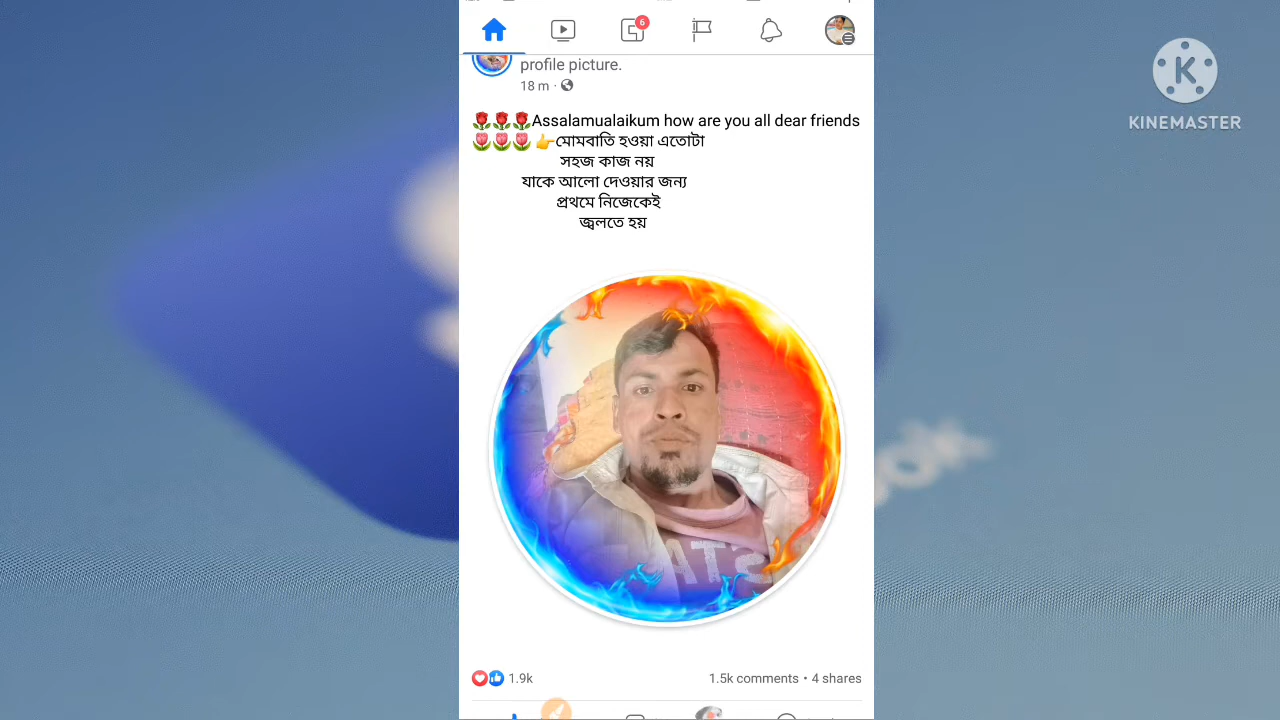 6
profile picture.
18 m
Assalamualaikum how are you all dear friends
মোমবাতি হওয়া এতোটা
সহজ কাজ নয়
যাকে আলো দেওয়ার জন্য
প্রথমে নিজেকেই
জ্বলতে হয়
1.9k
1.5k comments • 4 shares
K
KINEMASTER